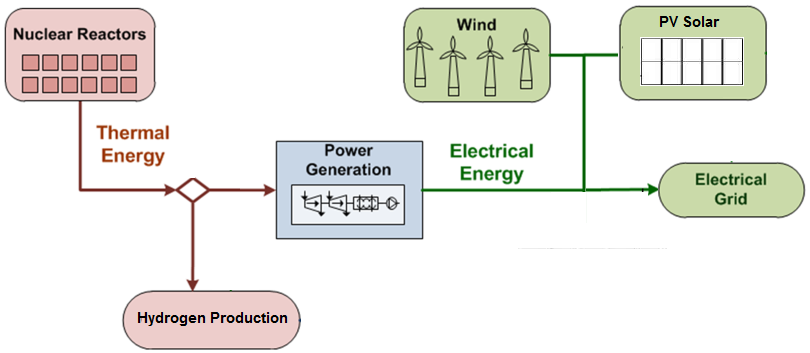 Nuclear Reactors
Wind
PV Solar
Thermal
Energy
Power
Generation
Electrical
Energy
Electrical
Grid
Hydrogen Production